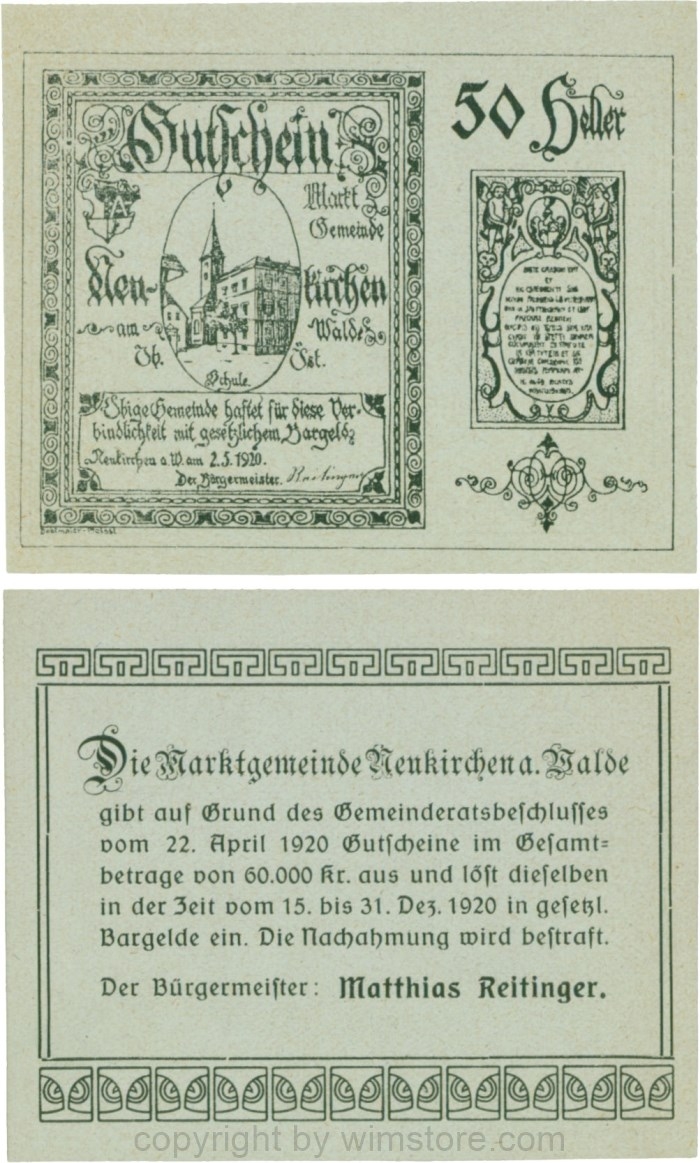 Gutschein
Markt
Gemeinde
Neu-kirchen
am Walde
Ob. Öst.
Schule.
Obige Gemeinde haftet für diese Ver-
bindlichkeit mit gesetzlichem Bargeld.
Neukirchen a. W. am 2.5.1920.
Der Bürgermeister. Reitinger
50 Heller
Die Marktgemeinde Neukirchen a. Walde
gibt auf Grund des Gemeinderatsbeschlusses
vom 22. April 1920 Gutscheine im Gesamt=
betrage von 60.000 Kr. aus und löst dieselben
in der Zeit vom 15. bis 31. Dez. 1920 in gesetzl.
Bargelde ein. Die Nachahmung wird bestraft.
Der Bürgermeister: Matthias Reitinger.
copyright by wimstore.com